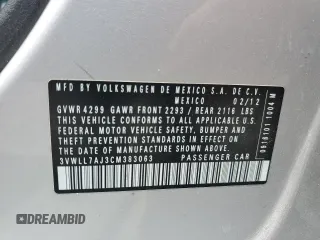 MFD BY VOLKSWAGEN DE MEXICO S.A. DE C.V.
MEXICO 02/12
GVWR 4299 GAWR FRONT 2293 / REAR 2116 LBS
THIS VEHICLE CONFORMS TO ALL APPLICABLE U.S.
FEDERAL MOTOR VEHICLE SAFETY, BUMPER AND
THEFT PREVENTION STANDARDS IN EFFECT ON THE
DATE OF MANUFACTURE SHOWN ABOVE.
3VWLL7AJ3CM383063 PASSENGER CAR
DREAMBID